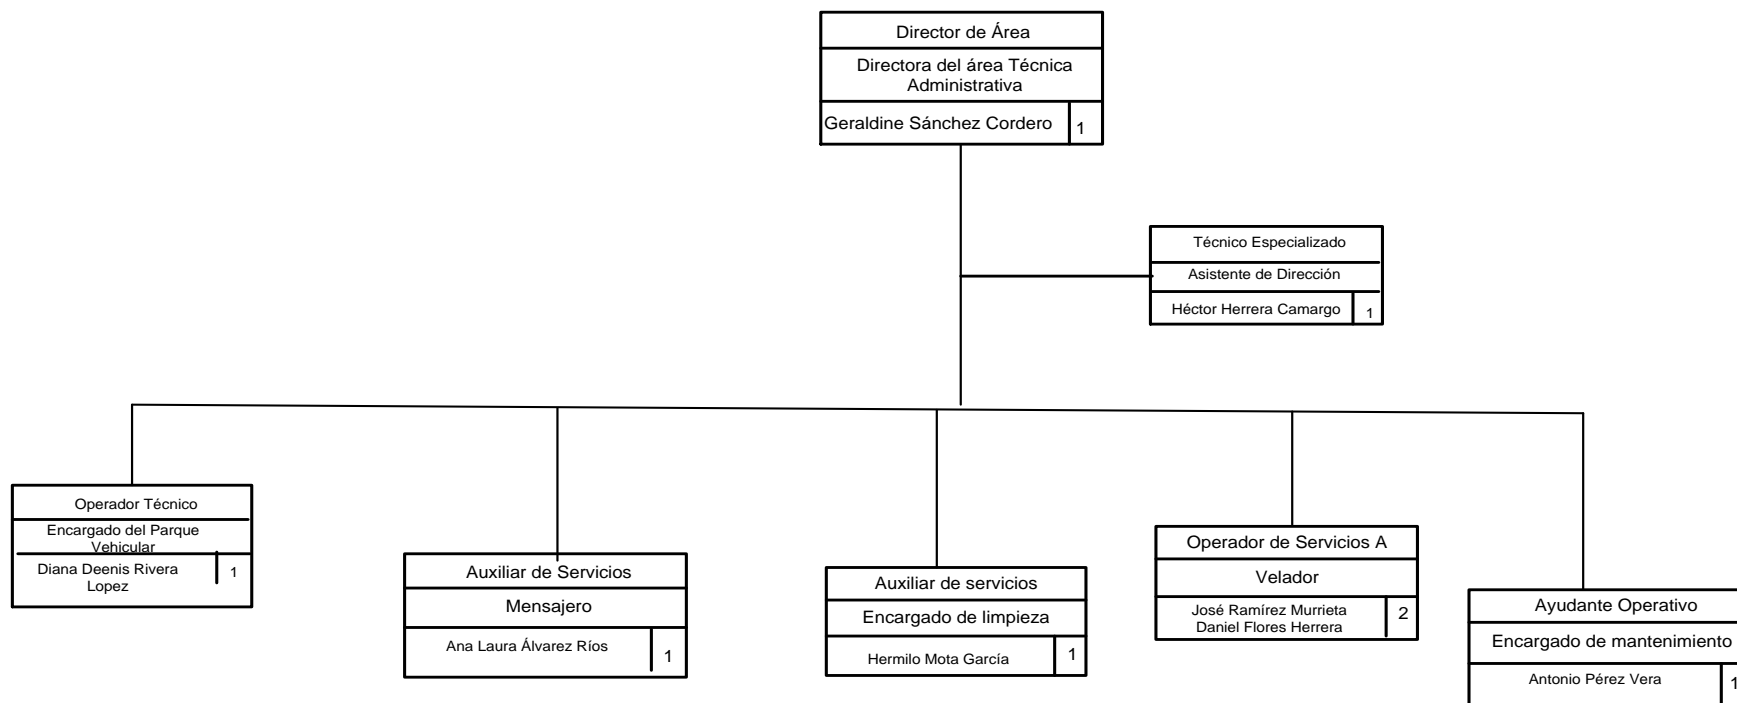 Director de Área
Directora del área Técnica
Administrativa
Geraldine Sánchez Cordero 1
Técnico Especializado
Asistente de Dirección
Héctor Herrera Camargo 1
Operador Técnico
Encargado del Parque
Vehicular
Diana Deenis Rivera 1
Lopez
Auxiliar de Servicios
Mensajero
Ana Laura Álvarez Ríos 1
Auxiliar de servicios
Encargado de limpieza
Hermilo Mota García 1
Operador de Servicios A
Velador
José Ramírez Murrieta 2
Daniel Flores Herrera
Ayudante Operativo
Encargado de mantenimiento
Antonio Pérez Vera 1